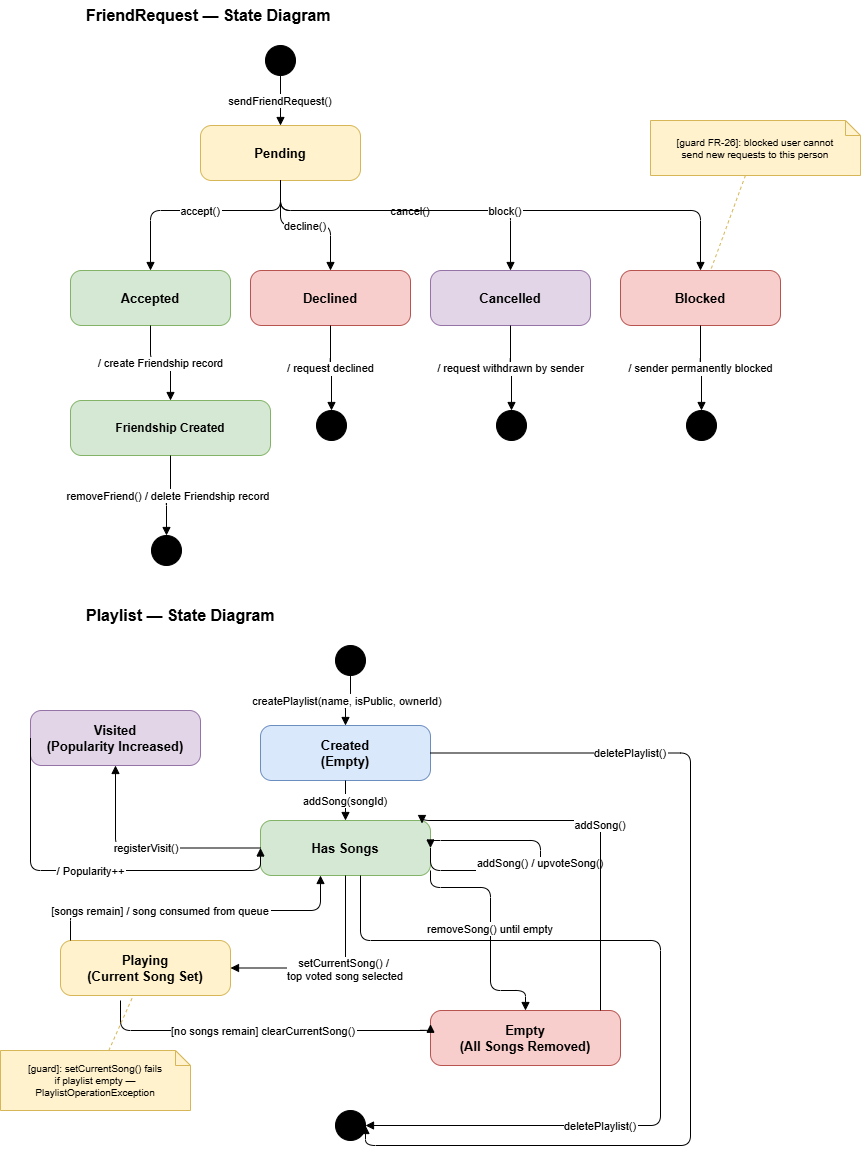 FriendRequest — State Diagram
sendFriendRequest()
Pending
[guard FR-26]: blocked user cannot
send new requests to this person
accept()
decline()
cancel()
block()
Accepted
Declined
Cancelled
Blocked
/ create Friendship record
/ request declined
/ request withdrawn by sender
/ sender permanently blocked
Friendship Created
removeFriend() / delete Friendship record
Playlist — State Diagram
createPlaylist(name, isPublic, ownerId)
Visited
(Popularity Increased)
Created
(Empty)
deletePlaylist()
addSong(songId)
addSong()
registerVisit()
Has Songs
addSong() / upvoteSong()
/ Popularity++
[songs remain] / song consumed from queue
removeSong() until empty
Playing
(Current Song Set)
setCurrentSong() /
top voted song selected
[no songs remain] clearCurrentSong()
Empty
(All Songs Removed)
[guard]: setCurrentSong() fails
if playlist empty —
PlaylistOperationException
deletePlaylist()